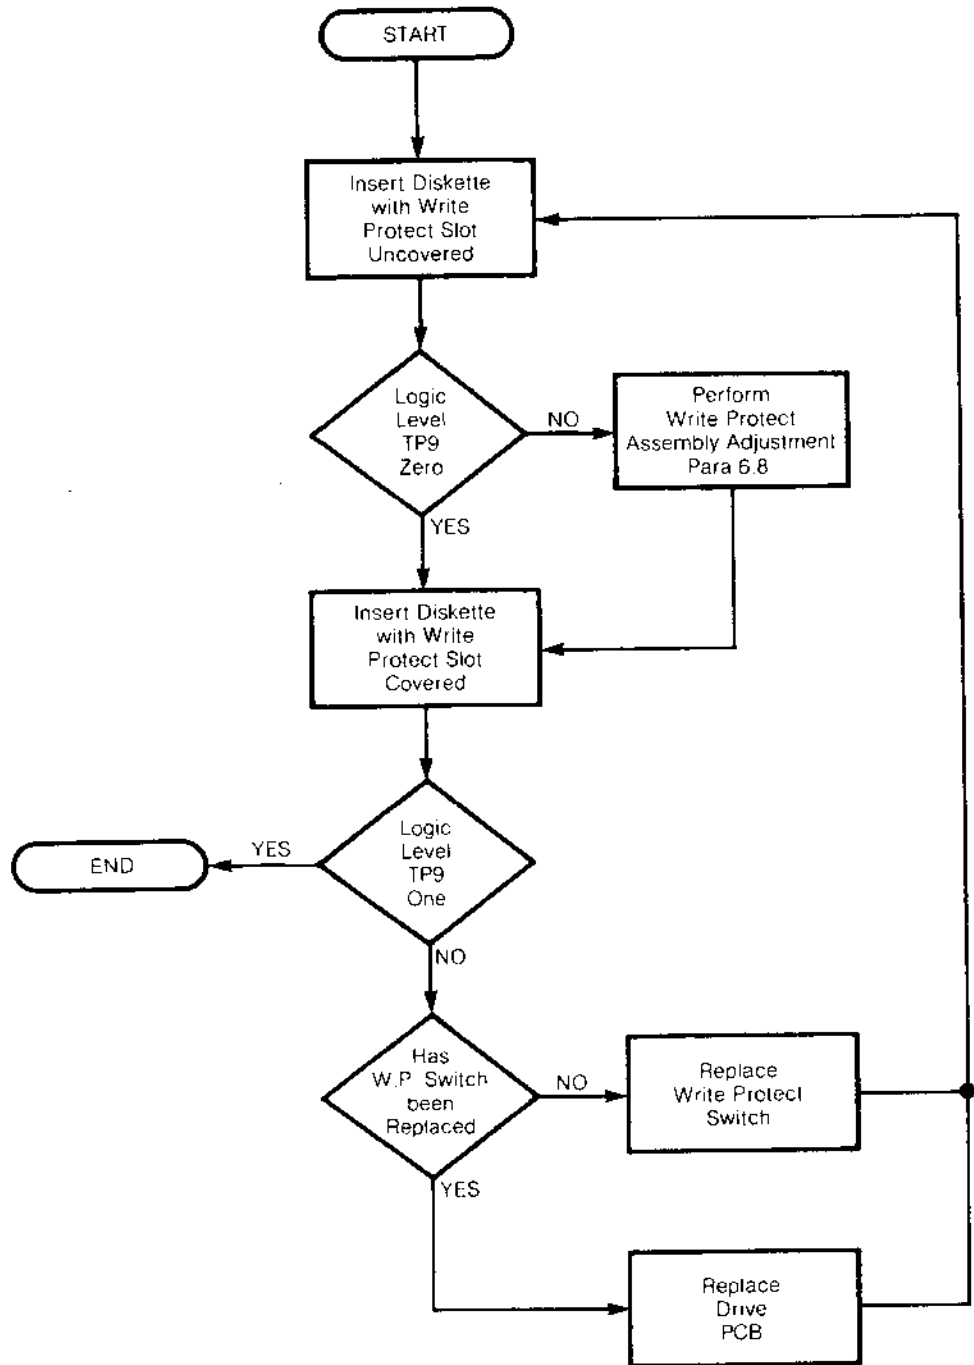 START
Insert Diskette
with Write
Protect Slot
Uncovered
Logic
Level
TP9
Zero
NO
Perform
Write Protect
Assembly Adjustment
Para 6.8
YES
Insert Diskette
with Write
Protect Slot
Covered
Logic
Level
TP9
One
YES
END
NO
Has
W.P. Switch
been
Replaced
NO
Replace
Write Protect
Switch
YES
Replace
Drive
PCB